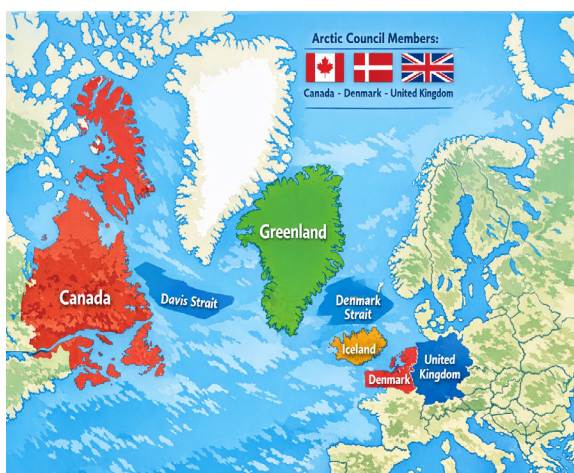 Arctic Council Members:
Canada - Denmark - United Kingdom
Greenland
Canada
Davis Strait
Denmark
Strait
Iceland
United
Kingdom
Denmark